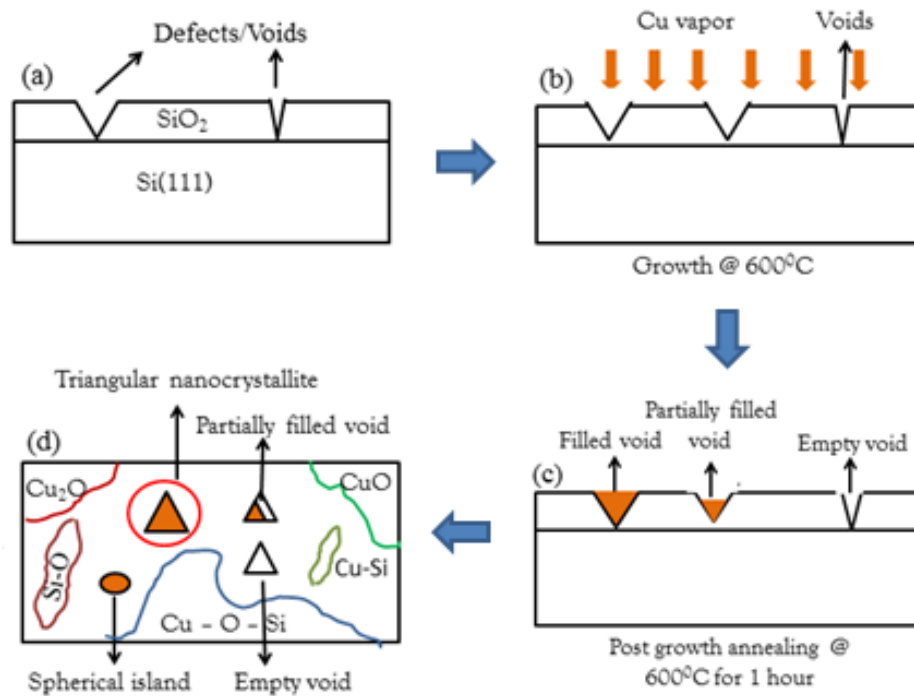 Defects/Voids
(a)
SiO₂
Si(111)
Cu vapor
Voids
(b)
Growth @ 600⁰C
Triangular nanocrystallite
Partially filled void
(d)
Cu₂O
CuO
Si-O
Cu-Si
Cu – O – Si
Spherical island
Empty void
Partially filled
Filled void
void
Empty void
(c)
Post growth annealing @
600⁰C for 1 hour